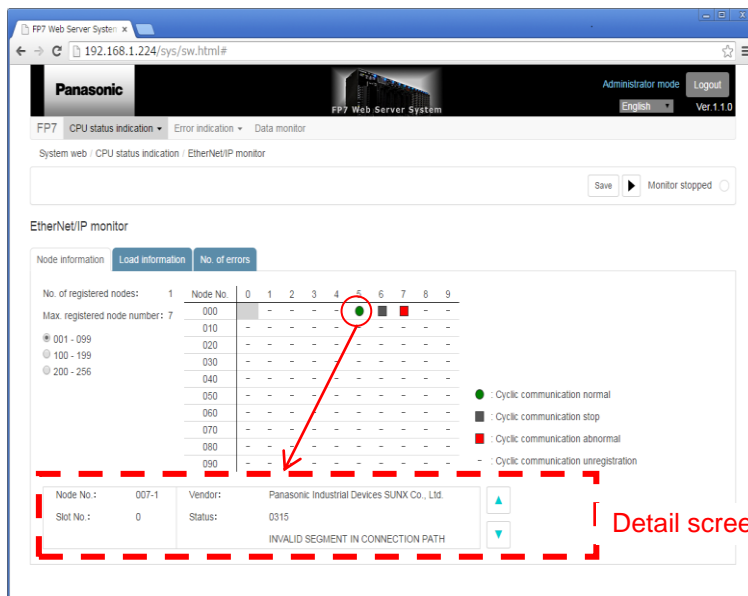 FP7 Web Server System
192.168.1.224/sys/sw.html#
Panasonic
FP7 Web Server System
Administrator mode Logout
English Ver.1.1.0
FP7 CPU status indication Error indication Data monitor
System web / CPU status indication / EtherNet/IP monitor
Save Monitor stopped
EtherNet/IP monitor
Node information Load information No. of errors
No. of registered nodes: 1
Max. registered node number: 7
001 - 099
100 - 199
200 - 256
Node No. 0 1 2 3 4 5 6 7 8 9
000 - - - - - -
010 - - - - - - - - - -
020 - - - - - - - - - -
030 - - - - - - - - - -
040 - - - - - - - - - -
050 - - - - - - - - - -
060 - - - - - - - - - -
070 - - - - - - - - - -
080 - - - - - - - - - -
090 - - - - - - - - - -
: Cyclic communication normal
: Cyclic communication stop
: Cyclic communication abnormal
- : Cyclic communication unregistration
Node No.: 007-1 Vendor: Panasonic Industrial Devices SUNX Co., Ltd.
Slot No.: 0 Status: 0315
INVALID SEGMENT IN CONNECTION PATH
Detail scree